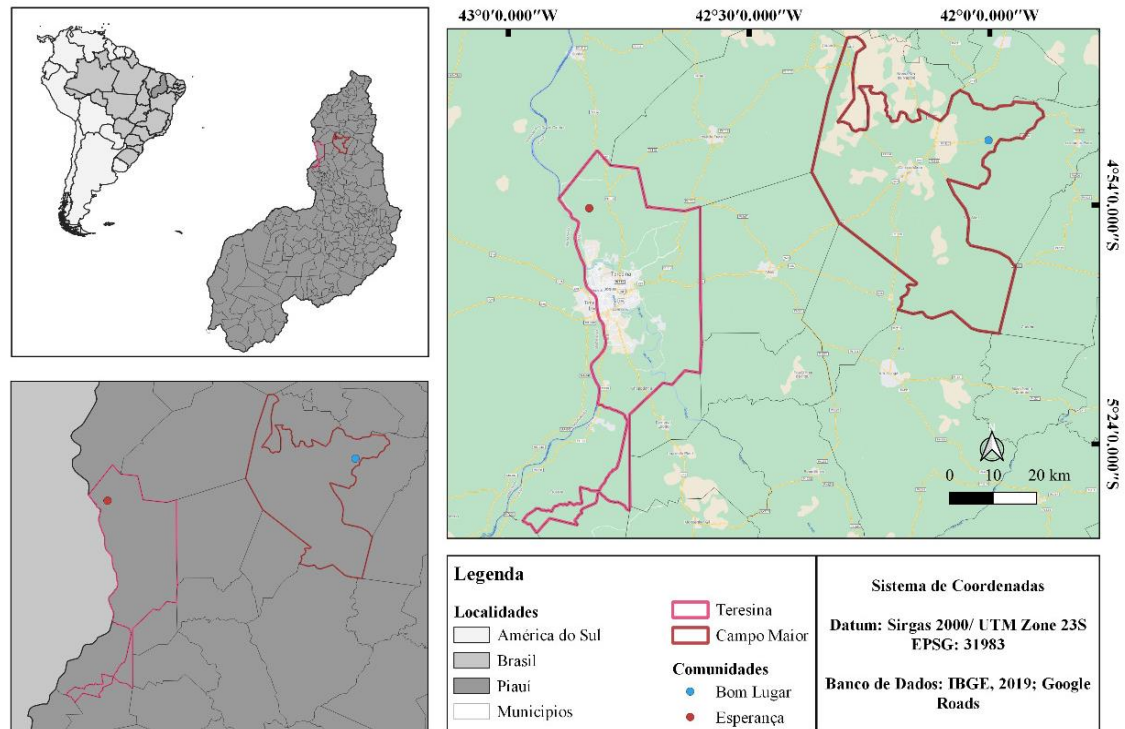 43°0'0.000"W
42°30'0.000"W
42°0'0.000"W
4°54'0.000"S
5°24'0.000"S
Teresina
0 10 20 km
Legenda
Localidades
América do Sul
Brasil
Piauí
Municipios
Teresina
Campo Maior
Comunidades
Bom Lugar
Esperança
Sistema de Coordenadas
Datum: Sirgas 2000/ UTM Zone 23S
EPSG: 31983
Banco de Dados: IBGE, 2019; Google
Roads